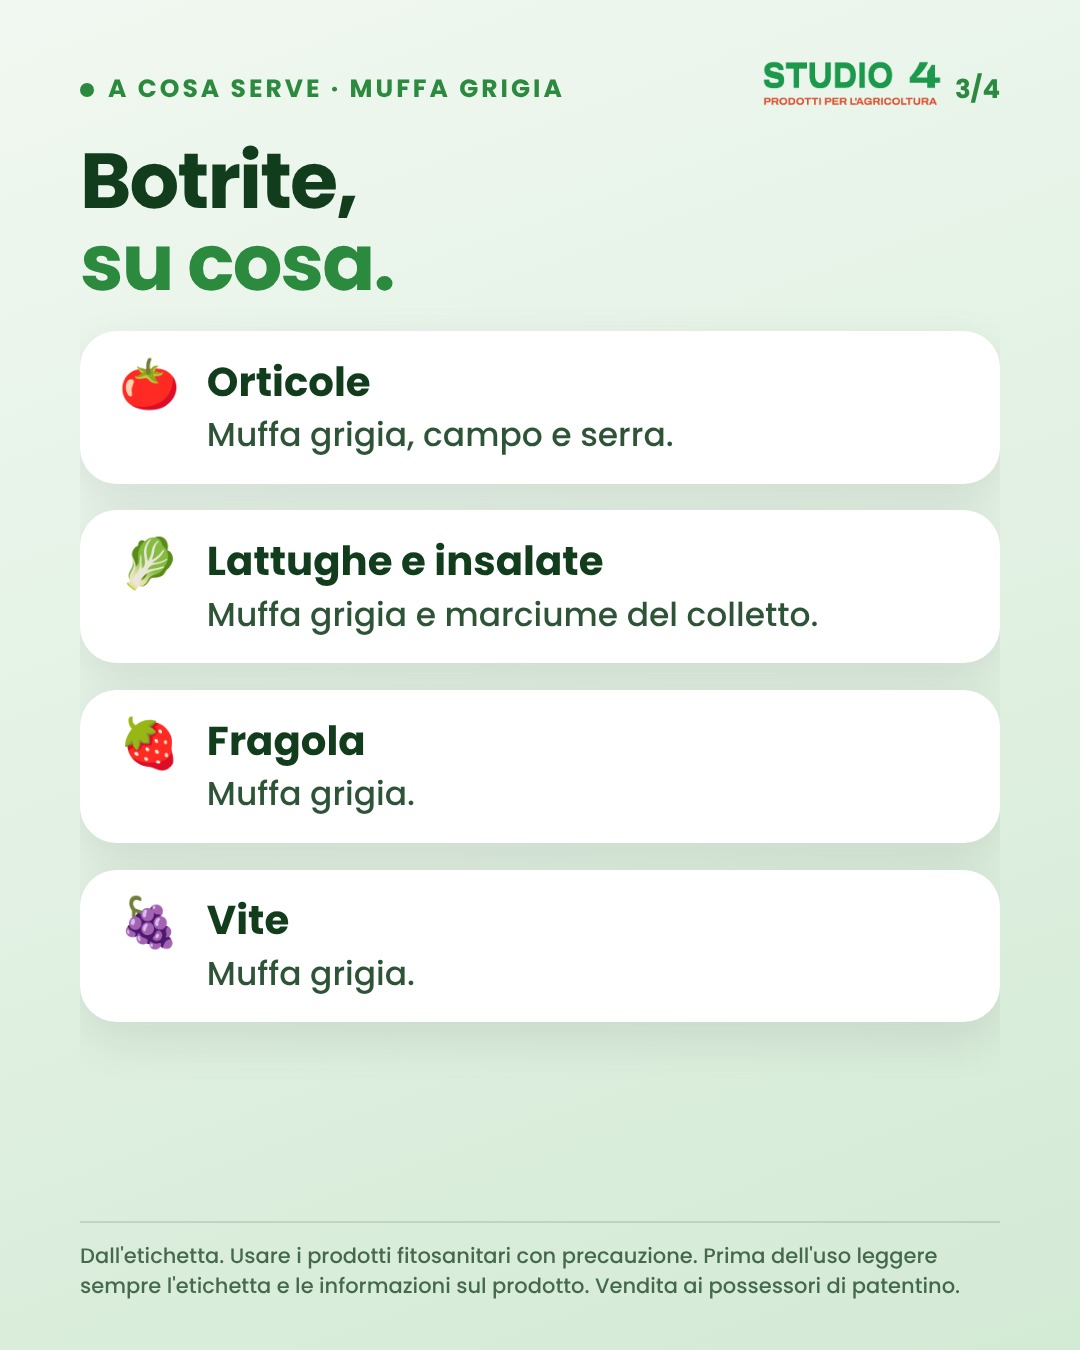 A COSA SERVE · MUFFA GRIGIA
STUDIO 4
PRODOTTI PER L'AGRICOLTURA
3/4
Botrite,
su cosa.
Orticole
Muffa grigia, campo e serra.
Lattughe e insalate
Muffa grigia e marciume del colletto.
Fragola
Muffa grigia.
Vite
Muffa grigia.
Dall'etichetta. Usare i prodotti fitosanitari con precauzione. Prima dell'uso leggere
sempre l'etichetta e le informazioni sul prodotto. Vendita ai possessori di patentino.